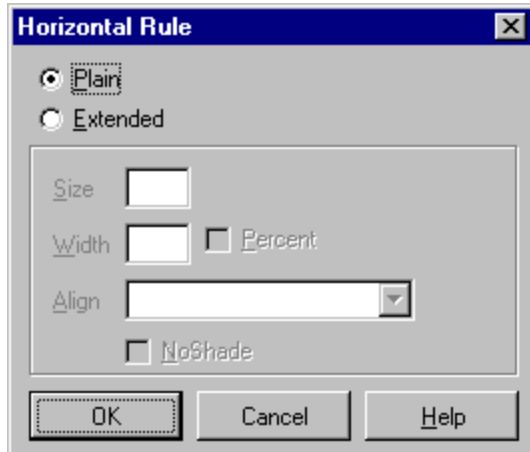 Horizontal Rule
Plain
Extended
Size
Width Percent
Align
NoShade
OK Cancel Help